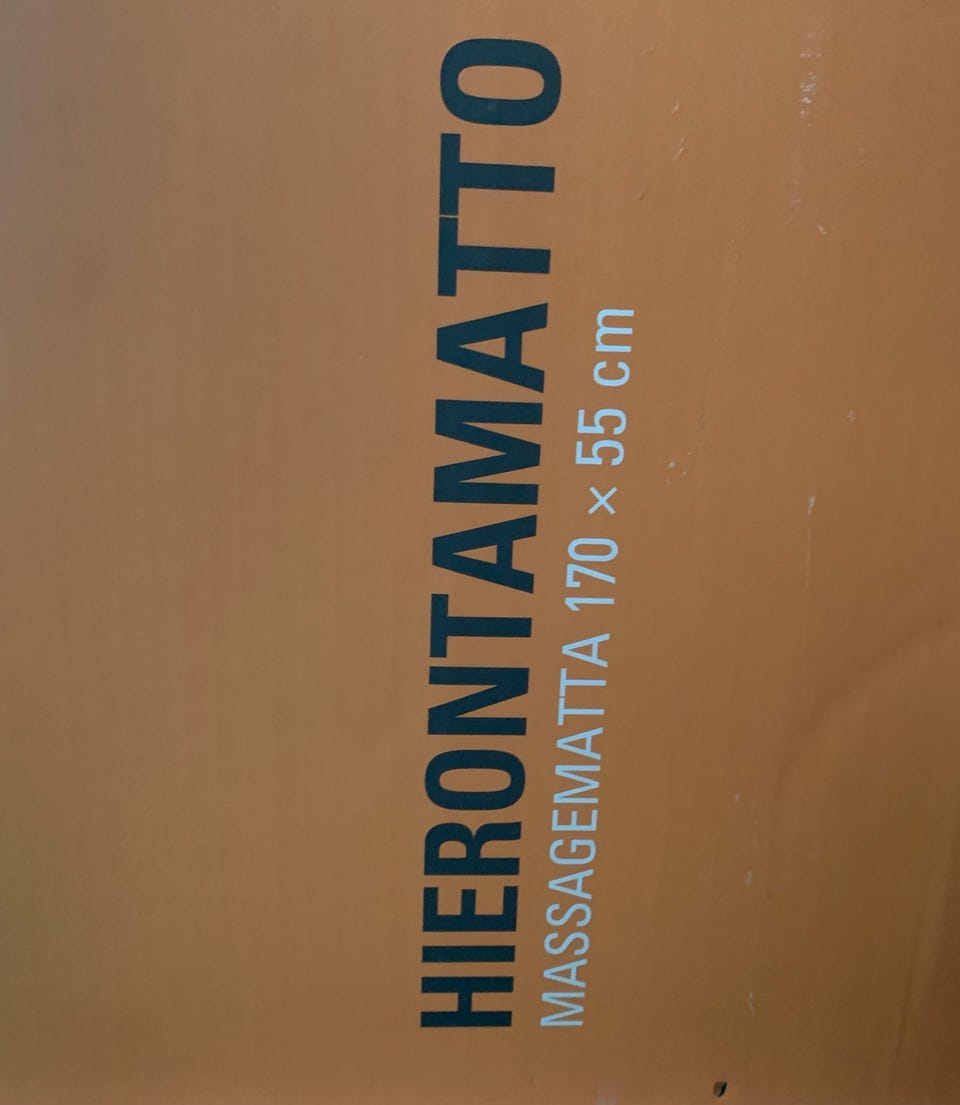 HIERONTAMATTO
MASSAGEMATTA 170 × 55 cm